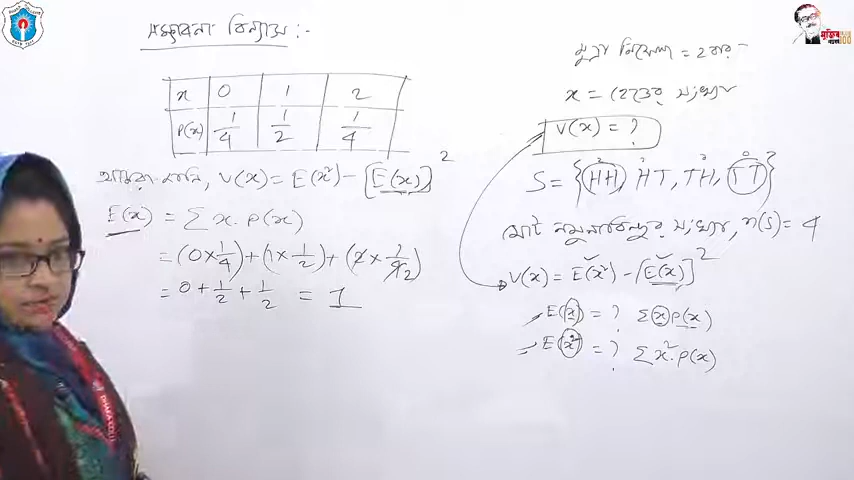 সম্ভাবনা বিন্যাস :-
x 0 1 2
P(x) 1/4 1/2 1/4
আমরা জানি, V(x) = E(x²) - [E(x)]²
E(x) = Σ x. P(x)
= (0 × 1/4) + (1 × 1/2) + (2 × 1/4 2)
= 0 + 1/2 + 1/2 = 1
মুদ্রা নিক্ষেপ = 2 বার
x = হেডের সংখ্যা
V(x) = ?
S = {HH, HT, TH, TT}
মোট নমুনাবিন্দুর সংখ্যা, n(S) = 4
V(x) = E(x²) - [E(x)]²
E(x) = ? Σ x P(x)
E(x²) = ? Σ x². P(x)
মুজিব
100